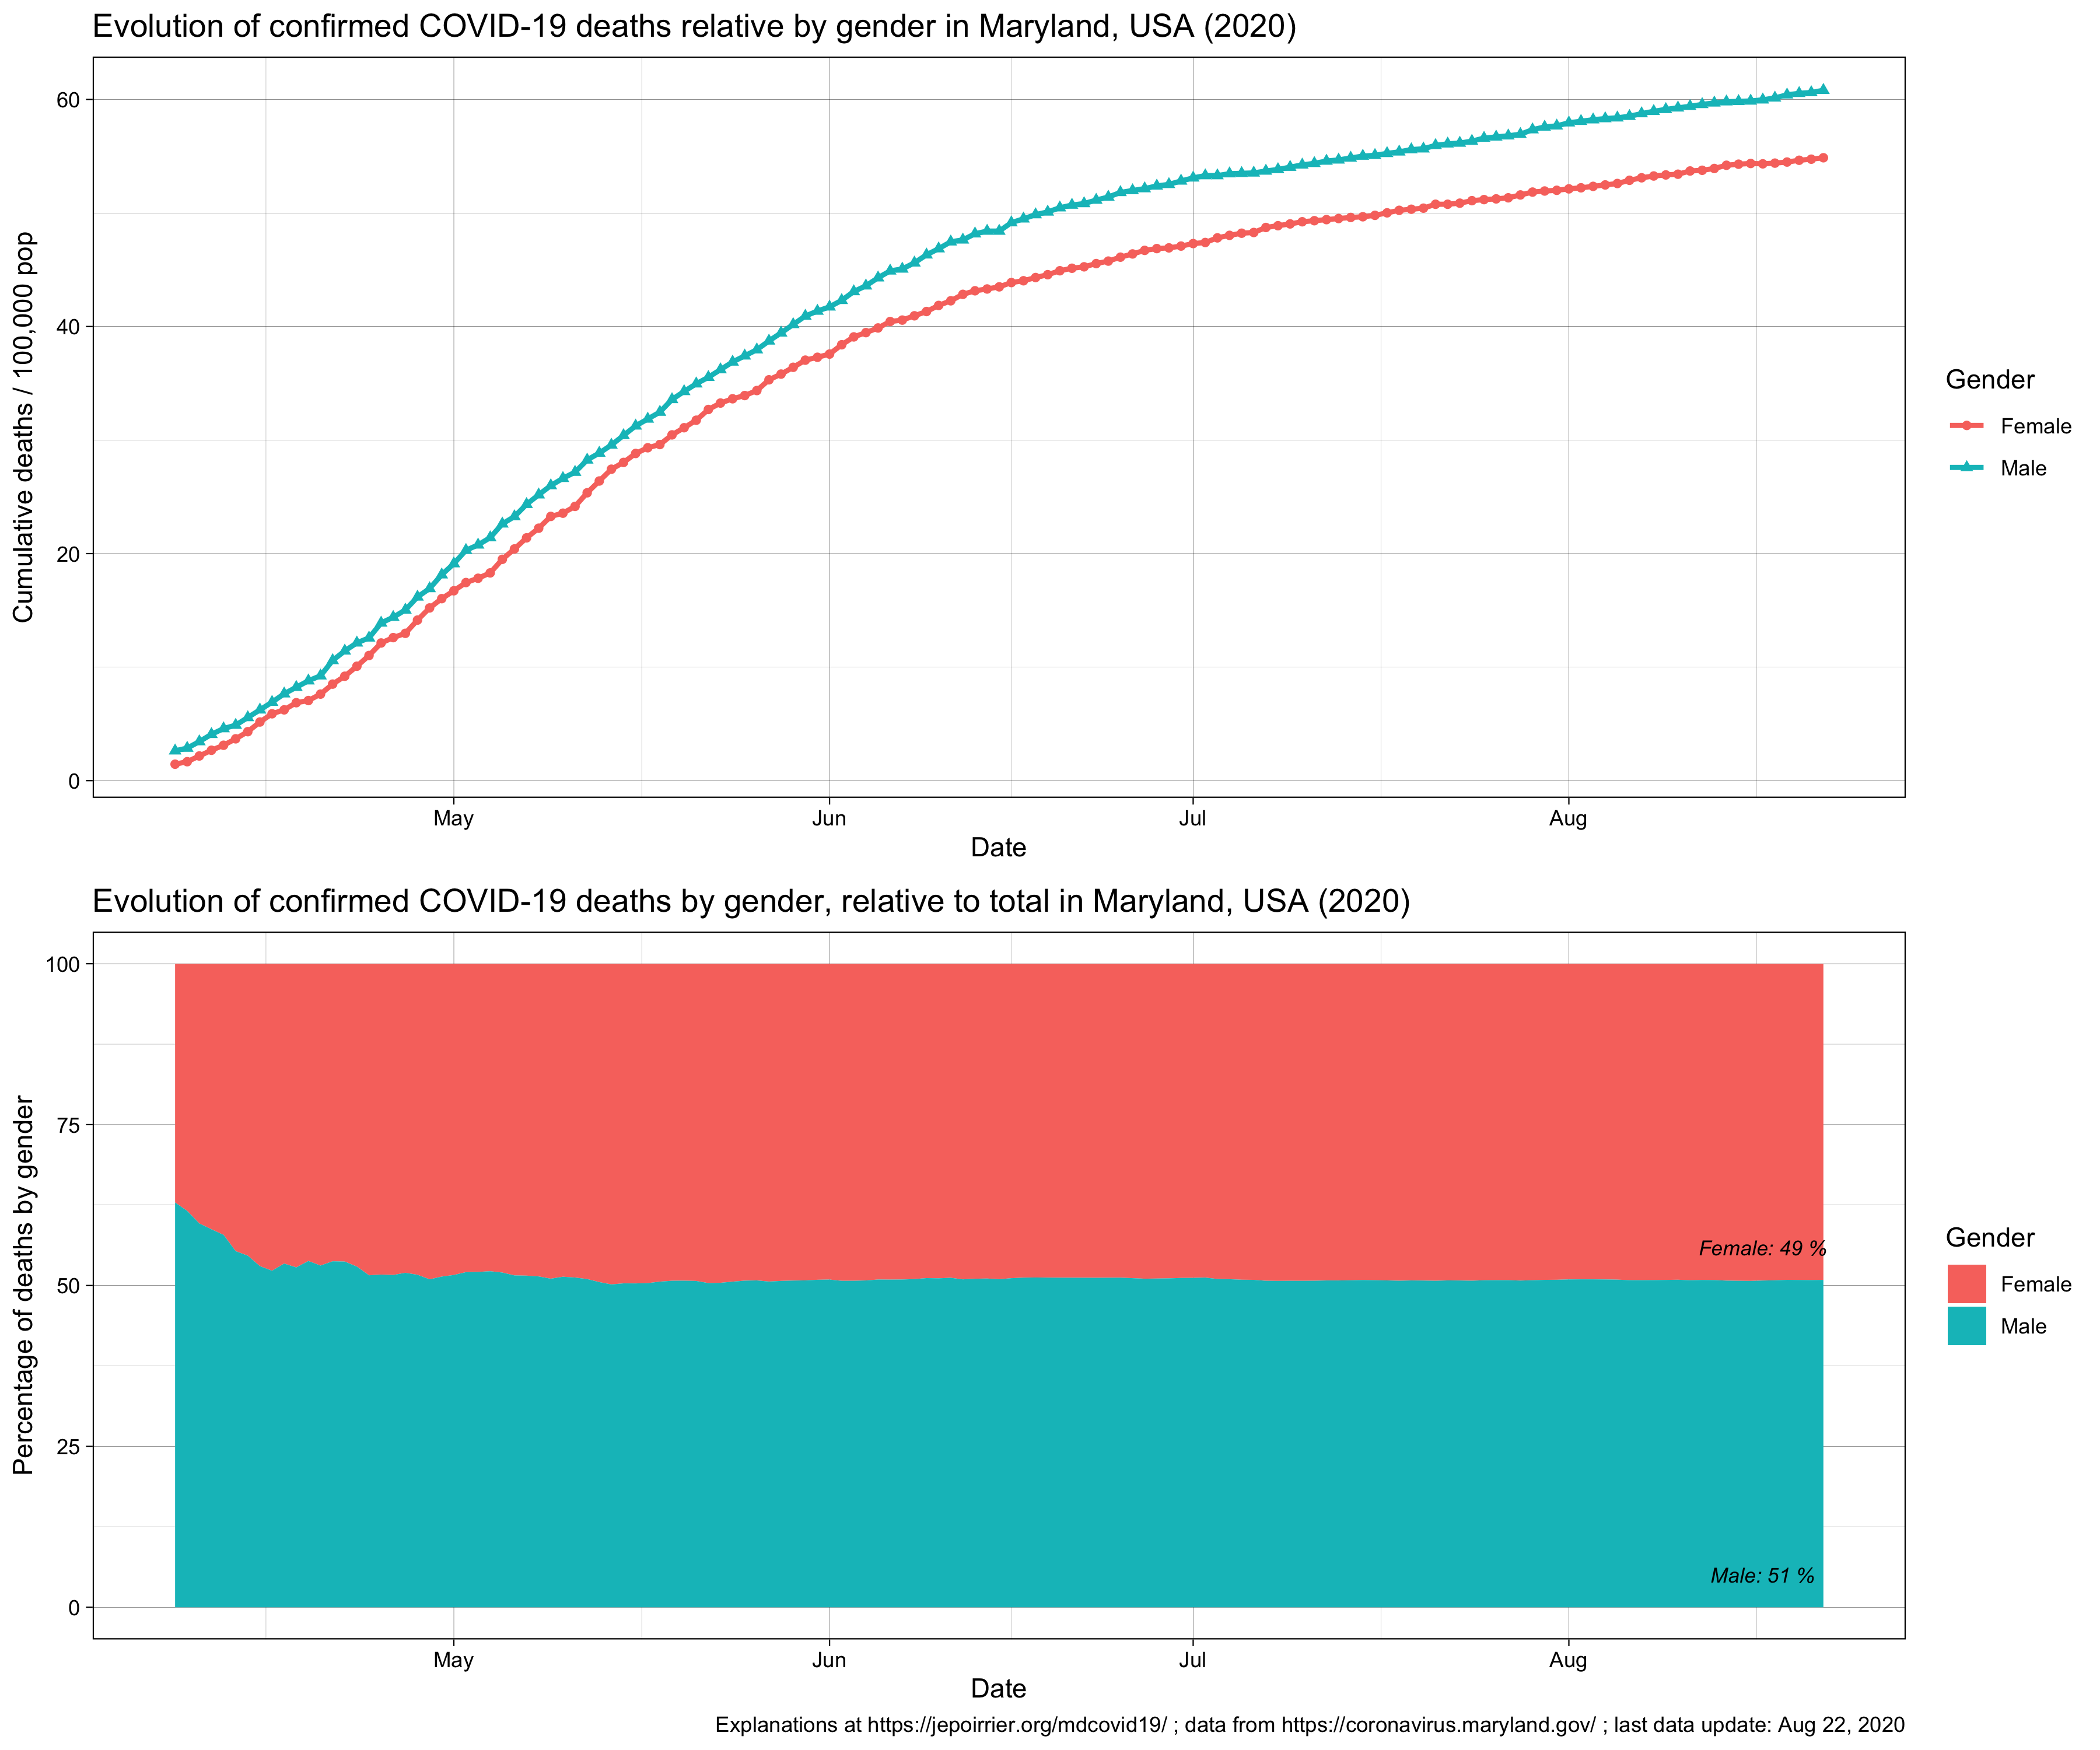 Evolution of confirmed COVID-19 deaths relative by gender in Maryland, USA (2020)
60
40
20
0
Cumulative deaths / 100,000 pop
May
Jun
Jul
Aug
Date
Gender
Female
Male
Evolution of confirmed COVID-19 deaths by gender, relative to total in Maryland, USA (2020)
100
75
50
25
0
Percentage of deaths by gender
Female: 49 %
Male: 51 %
May
Jun
Jul
Aug
Date
Gender
Female
Male
Explanations at https://jepoirrier.org/mdcovid19/ ; data from https://coronavirus.maryland.gov/ ; last data update: Aug 22, 2020